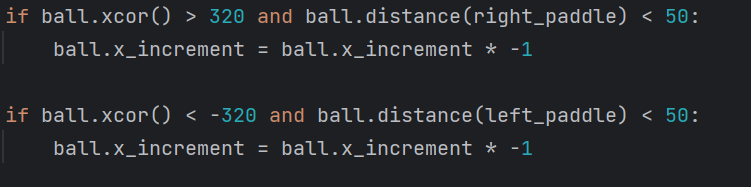 if ball.xcor() > 320 and ball.distance(right_paddle) < 50:
    ball.x_increment = ball.x_increment * -1
if ball.xcor() < -320 and ball.distance(left_paddle) < 50:
    ball.x_increment = ball.x_increment * -1